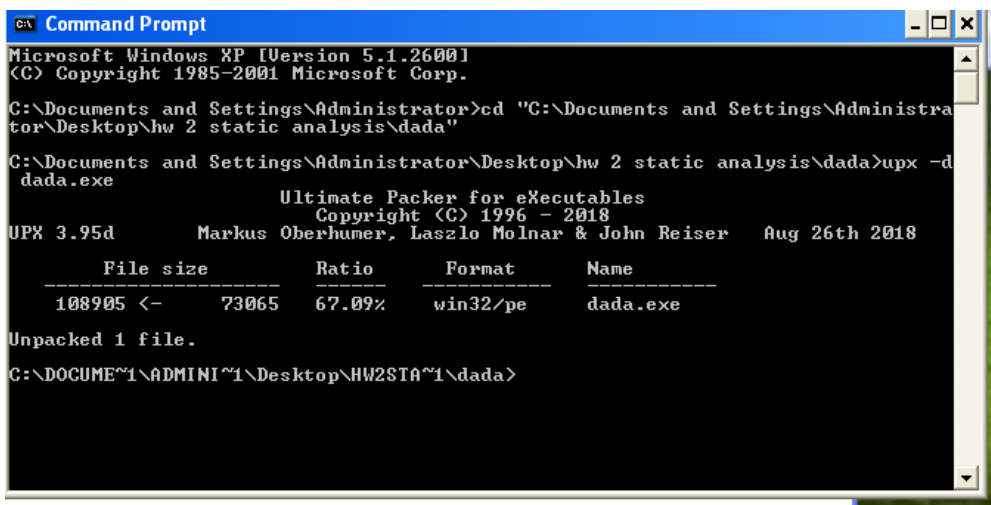 Command Prompt
Microsoft Windows XP [Version 5.1.2600]
(C) Copyright 1985-2001 Microsoft Corp.
C:\Documents and Settings\Administrator>cd "C:\Documents and Settings\Administra
tor\Desktop\hw 2 static analysis\dada"
C:\Documents and Settings\Administrator\Desktop\hw 2 static analysis\dada>upx -d
dada.exe
Ultimate Packer for eXecutables
Copyright (C) 1996 - 2018
UPX 3.95d Markus Oberhumer, Laszlo Molnar & John Reiser Aug 26th 2018
File size Ratio Format Name
-------------------- ------ ----------- -----------
108905 <- 73065 67.09% win32/pe dada.exe
Unpacked 1 file.
C:\DOCUME~1\ADMINI~1\Desktop\HW2STA~1\dada>